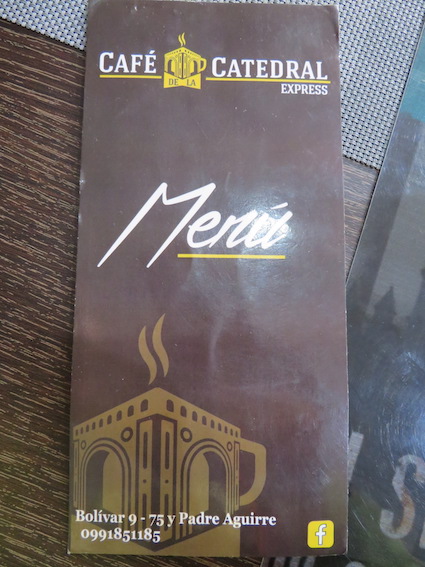 CAFÉ DE LA CATEDRAL
EXPRESS
Menú
Bolívar 9 - 75 y Padre Aguirre
0991851185
f